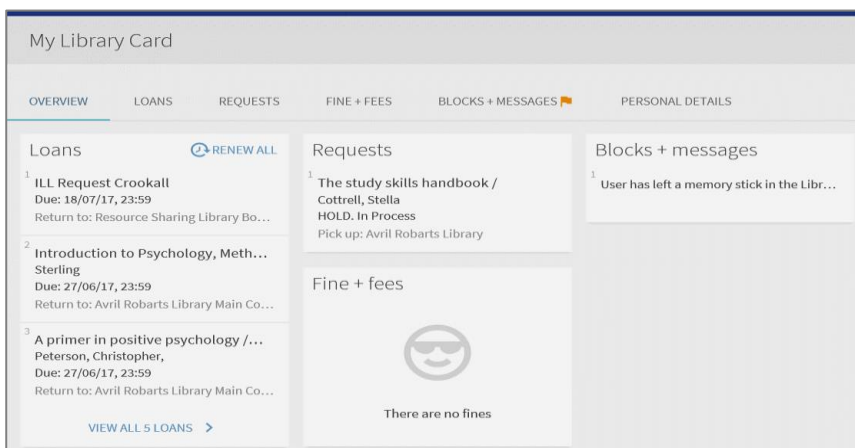 My Library Card
OVERVIEW LOANS REQUESTS FINE + FEES BLOCKS + MESSAGES PERSONAL DETAILS
Loans RENEW ALL
1
ILL Request Crookall
Due: 18/07/17, 23:59
Return to: Resource Sharing Library Bo...
2
Introduction to Psychology, Meth...
Sterling
Due: 27/06/17, 23:59
Return to: Avril Robarts Library Main Co...
3
A primer in positive psychology /...
Peterson, Christopher,
Due: 27/06/17, 23:59
Return to: Avril Robarts Library Main Co...
VIEW ALL 5 LOANS >
Requests
1
The study skills handbook /
Cottrell, Stella
HOLD. In Process
Pick up: Avril Robarts Library
Fine + fees
There are no fines
Blocks + messages
1
User has left a memory stick in the Libr...